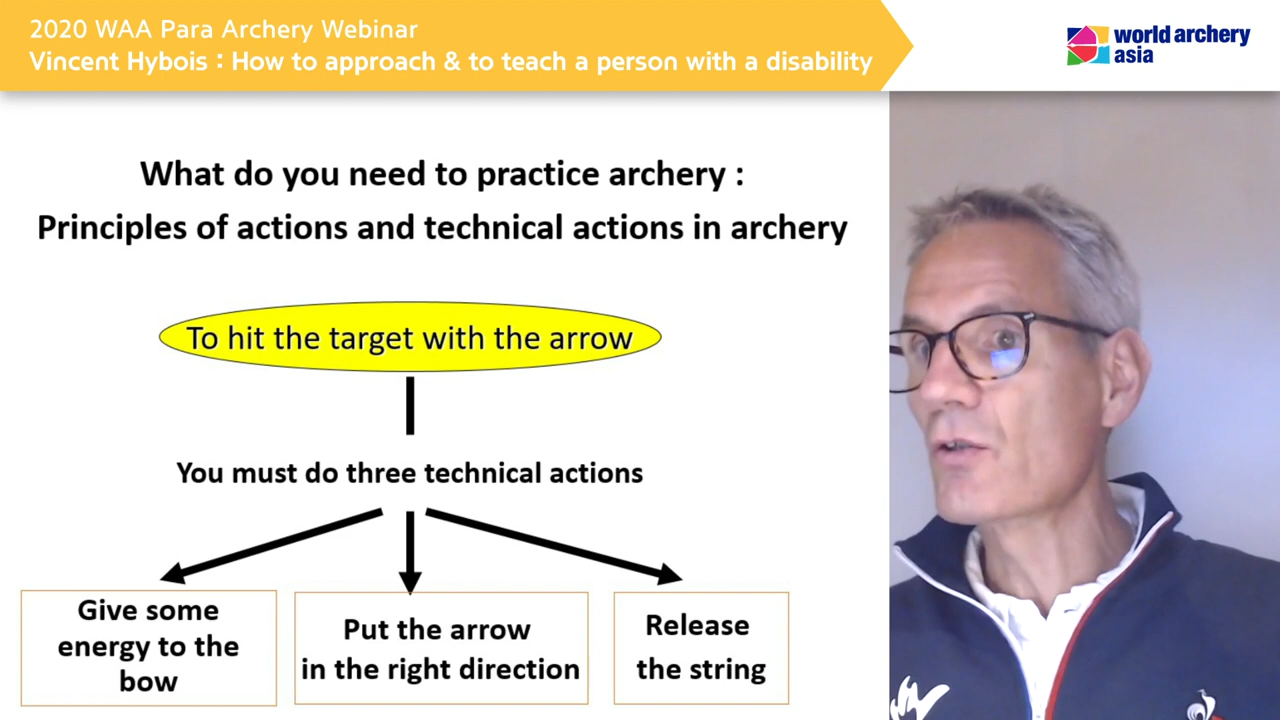 2020 WAA Para Archery Webinar
Vincent Hybois : How to approach & to teach a person with a disability
world archery
asia
What do you need to practice archery :
Principles of actions and technical actions in archery
To hit the target with the arrow
You must do three technical actions
Give some
energy to the
bow
Put the arrow
in the right direction
Release
the string